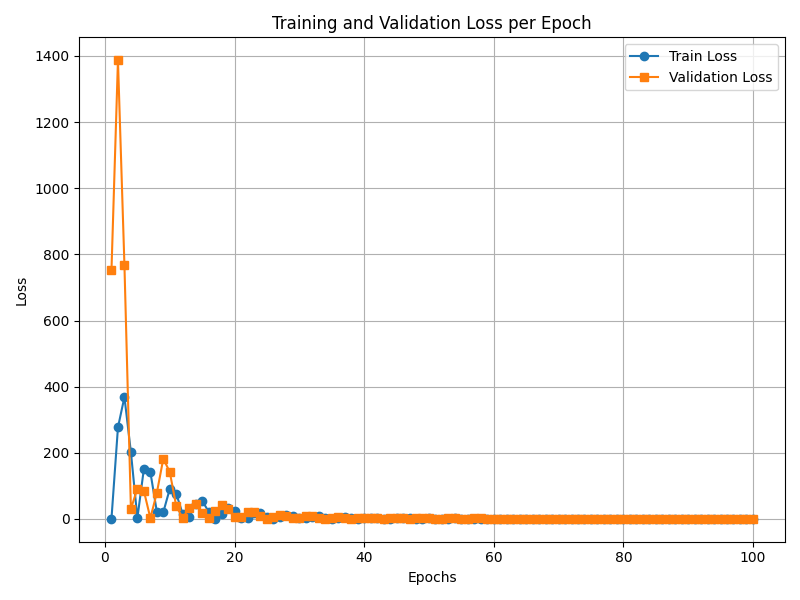 Training and Validation Loss per Epoch
Train Loss
Validation Loss
1400
1200
1000
800
600
400
200
0
Loss
0 20 40 60 80 100
Epochs